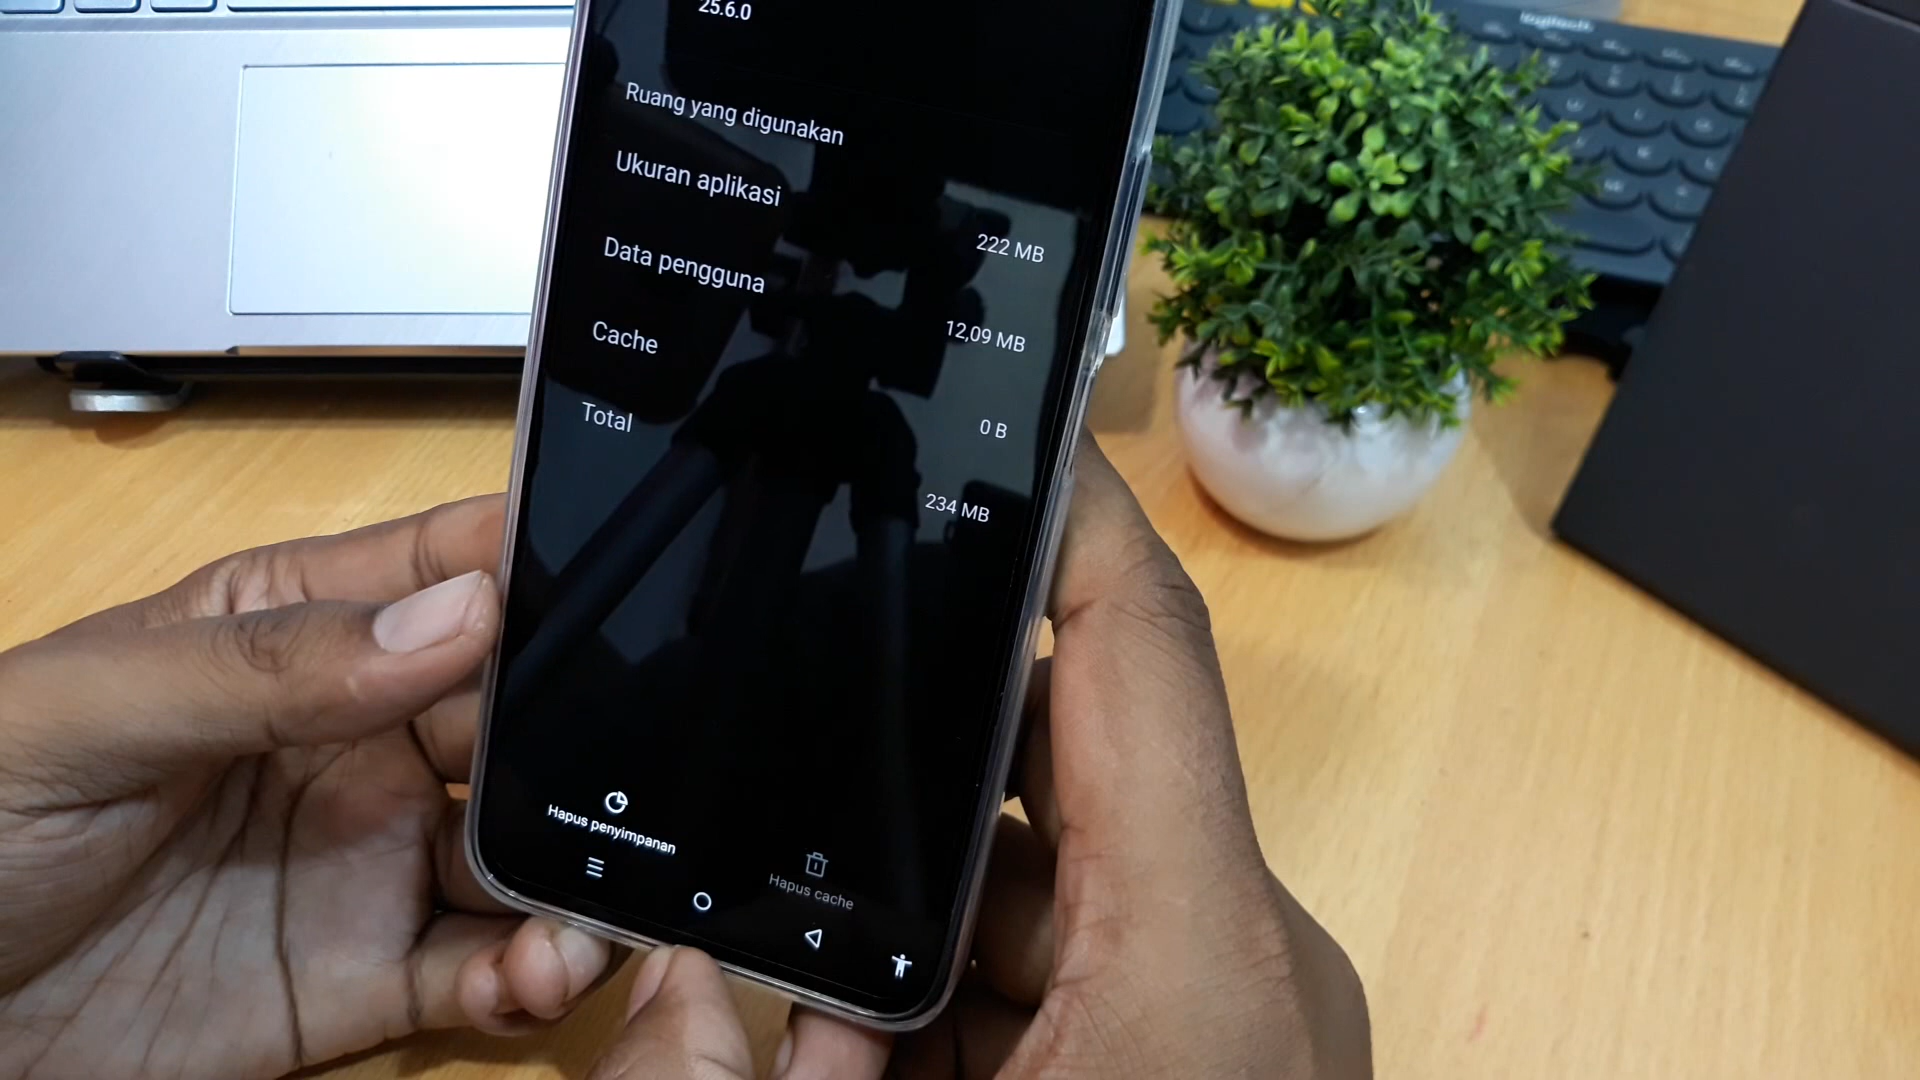 25.6.0
Ruang yang digunakan
Ukuran aplikasi
222 MB
Data pengguna
12,09 MB
Cache
0 B
Total
234 MB
Hapus penyimpanan
Hapus cache
logitech